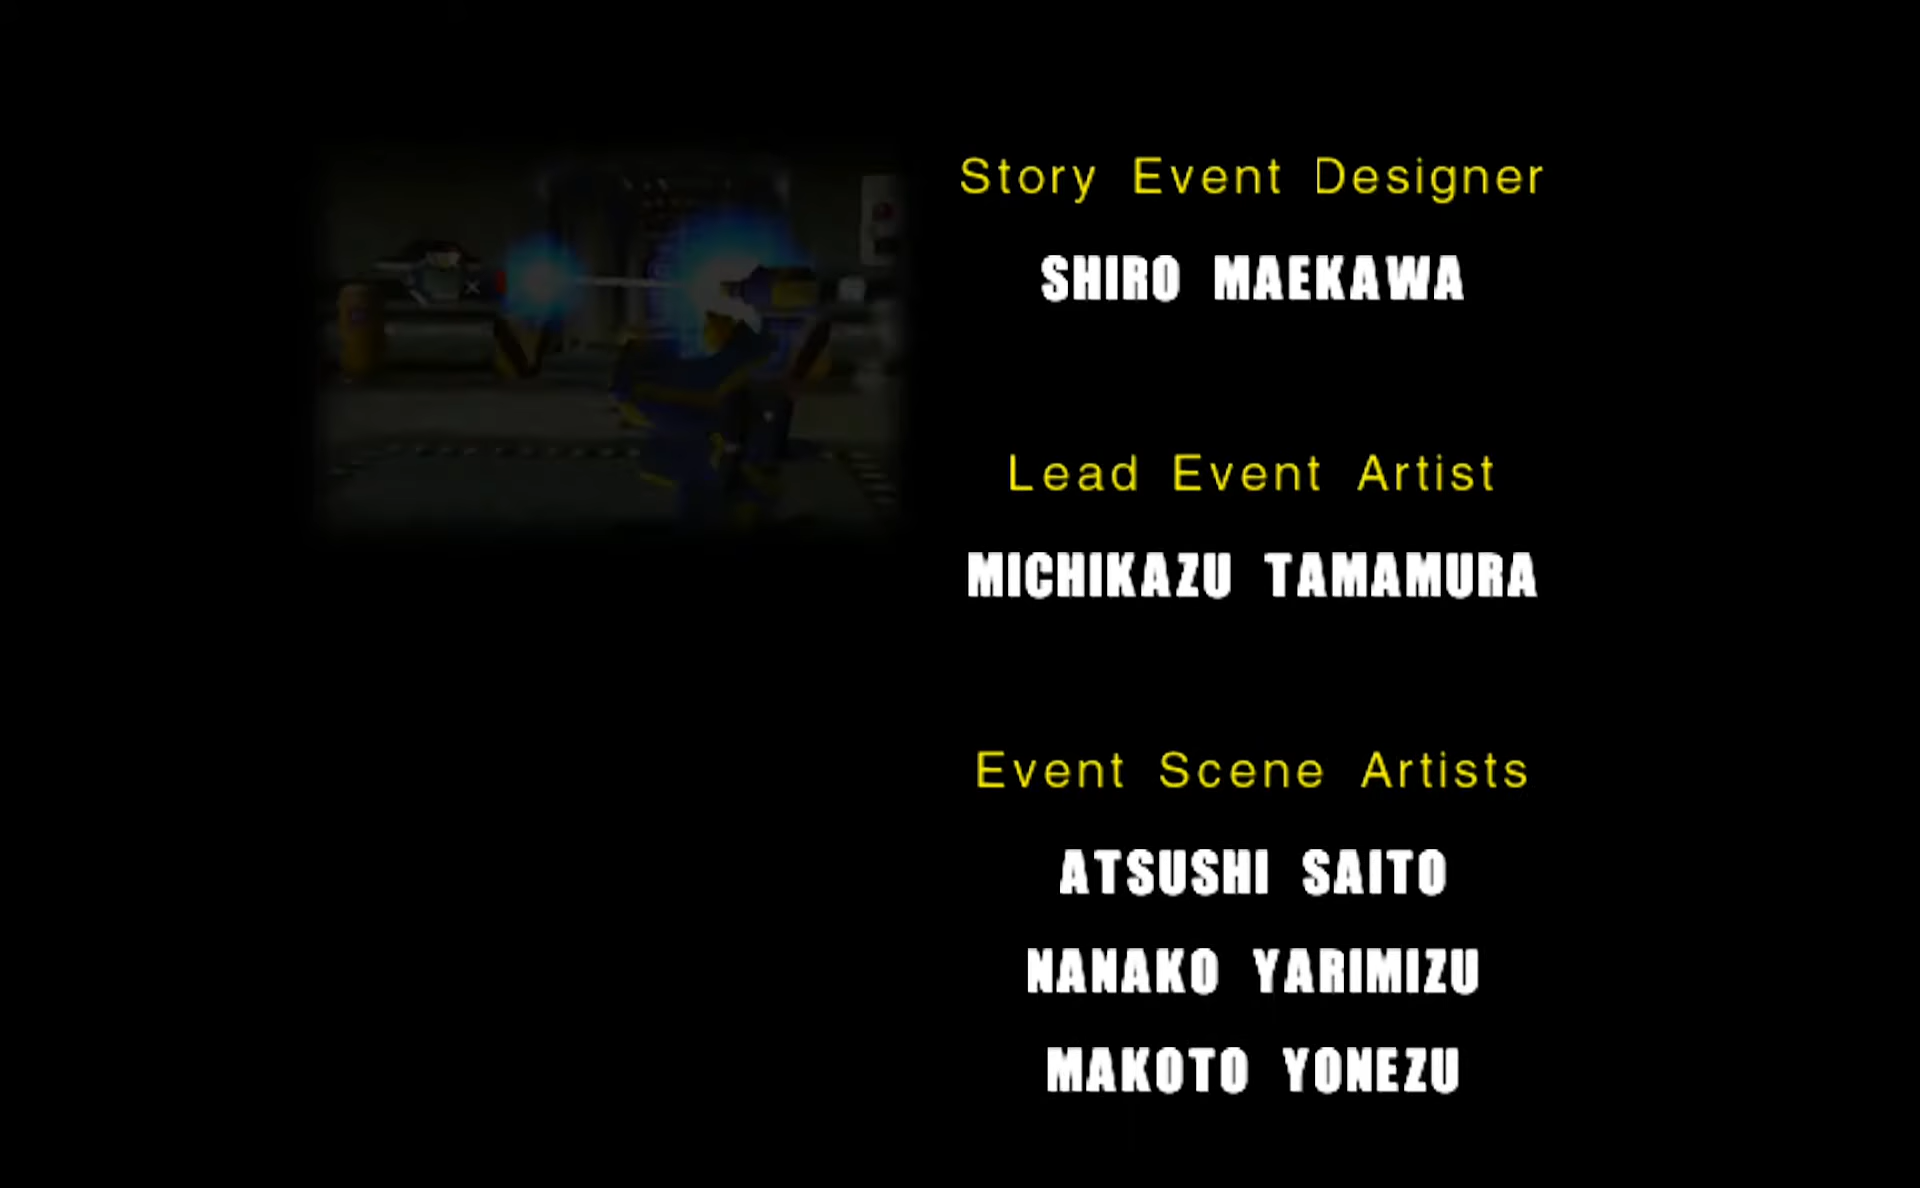 Story Event Designer
SHIRO MAEKAWA
Lead Event Artist
MICHIKAZU TAMAMURA
Event Scene Artists
ATSUSHI SAITO
NANAKO YARIMIZU
MAKOTO YONEZU